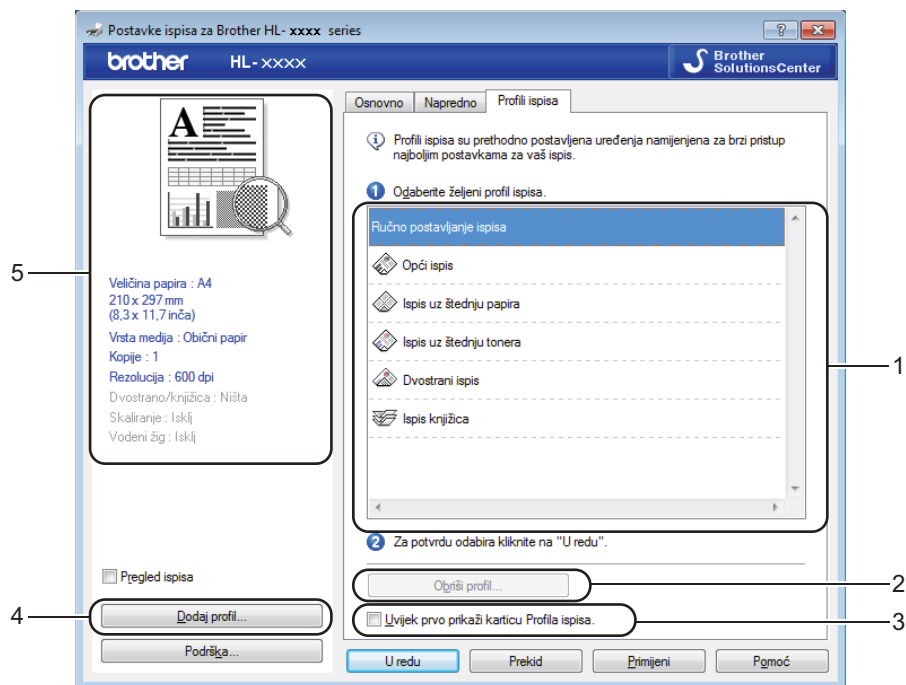 Postavke ispisa za Brother HL- xxxx series
brother HL- xxxx
Brother
SolutionsCenter
A
Veličina papira : A4
210 x 297 mm
(8,3 x 11,7 inča)
Vrsta medija : Obični papir
Kopije : 1
Rezolucija : 600 dpi
Dvostrano/knjižica : Ništa
Skaliranje : Isklj
Vodeni žig : Isklj
Pregled ispisa
Dodaj profil...
Podrška...
Osnovno Napredno Profili ispisa
Profili ispisa su prethodno postavljena uređenja namijenjena za brzi pristup
najboljim postavkama za vaš ispis.
1 Odaberite željeni profil ispisa.
Ručno postavljanje ispisa
Opći ispis
Ispis uz štednju papira
Ispis uz štednju tonera
Dvostrani ispis
Ispis knjižica
2 Za potvrdu odabira kliknite na "U redu".
Obriši profil...
Uvijek prvo prikaži karticu Profila ispisa.
U redu Prekid Primijeni Pomoć
1
2
3
4
5